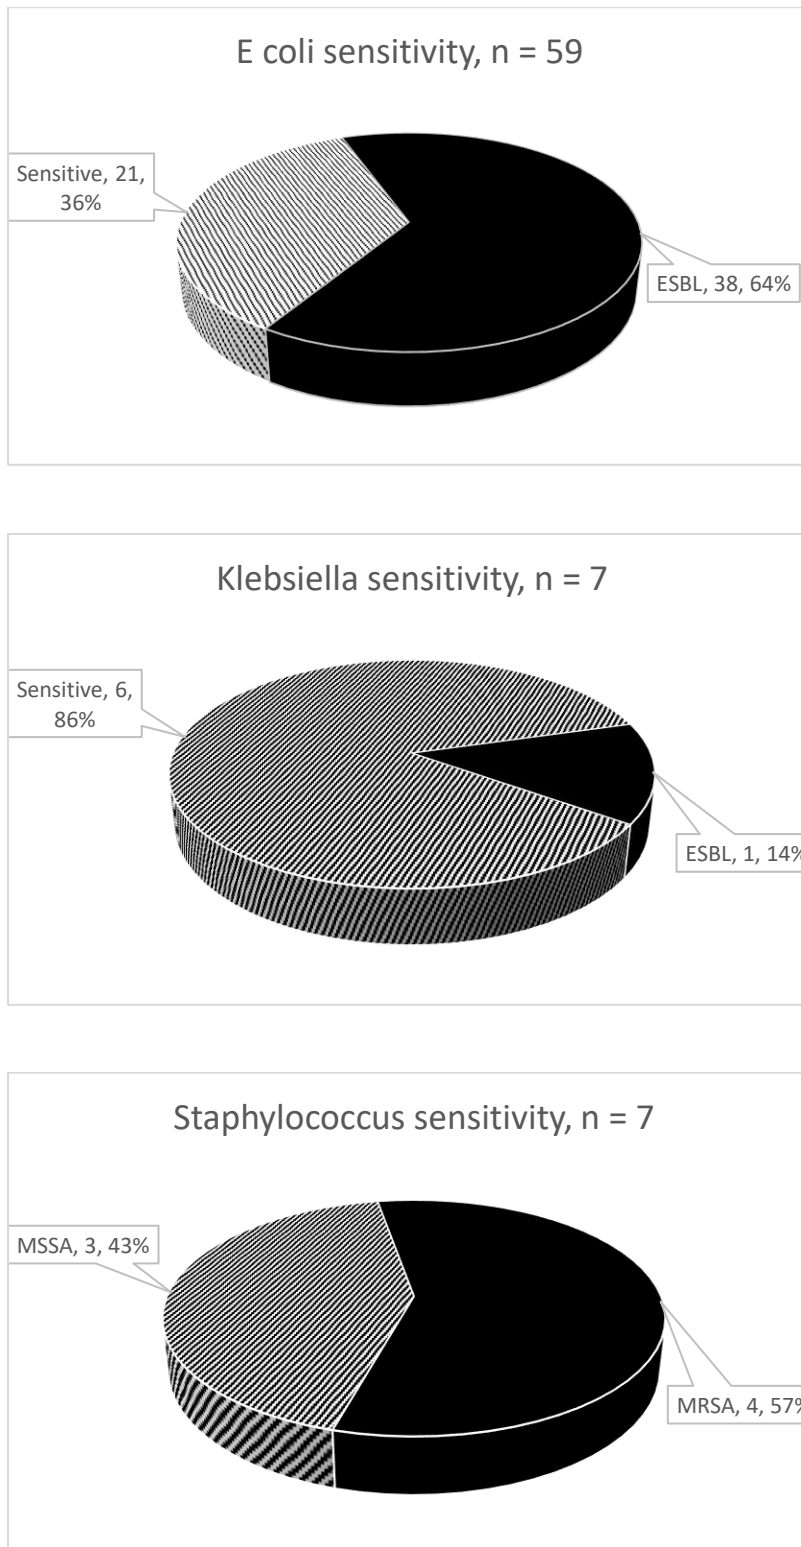 E coli sensitivity, n = 59
Sensitive, 21,
36%
ESBL, 38, 64%
Klebsiella sensitivity, n = 7
Sensitive, 6,
86%
ESBL, 1, 14%
Staphylococcus sensitivity, n = 7
MSSA, 3, 43%
MRSA, 4, 57%